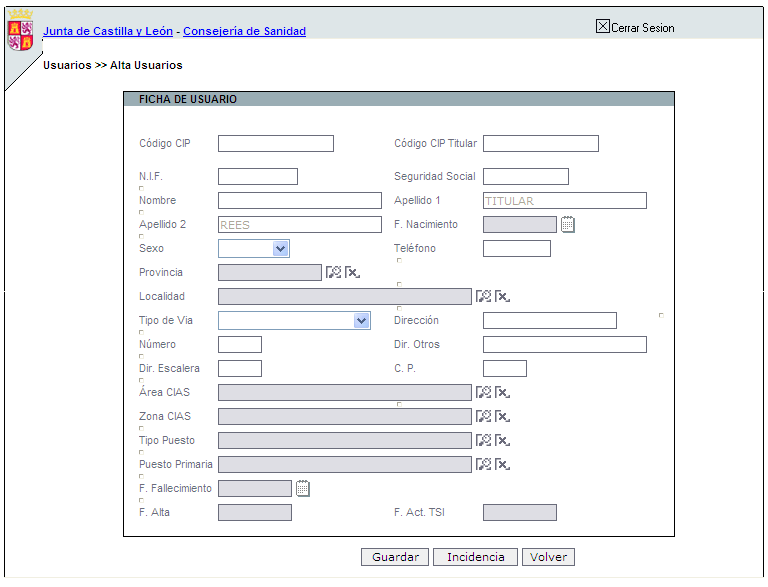 Junta de Castilla y León - Consejería de Sanidad
Cerrar Sesion
Usuarios >> Alta Usuarios
FICHA DE USUARIO
Código CIP
Código CIP Titular
N.I.F.
Seguridad Social
Nombre
Apellido 1 TITULAR
Apellido 2 REES
F. Nacimiento
Sexo
Teléfono
Provincia
Localidad
Tipo de Via
Dirección
Número
Dir. Otros
Dir. Escalera
C. P.
Área CIAS
Zona CIAS
Tipo Puesto
Puesto Primaria
F. Fallecimiento
F. Alta
F. Act. TSI
Guardar Incidencia Volver